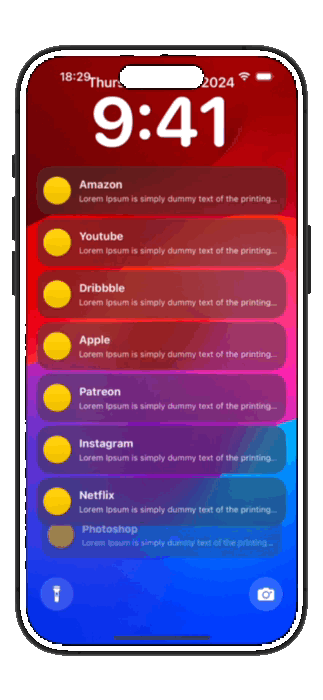 18:29
Thurs 2024
9:41
Amazon
Lorem Ipsum is simply dummy text of the printing...
Youtube
Lorem Ipsum is simply dummy text of the printing...
Dribbble
Lorem Ipsum is simply dummy text of the printing...
Apple
Lorem Ipsum is simply dummy text of the printing...
Patreon
Lorem Ipsum is simply dummy text of the printing...
Instagram
Lorem Ipsum is simply dummy text of the printing...
Netflix
Lorem Ipsum is simply dummy text of the printing...
Photoshop
Lorem Ipsum is simply dummy text of the printing...